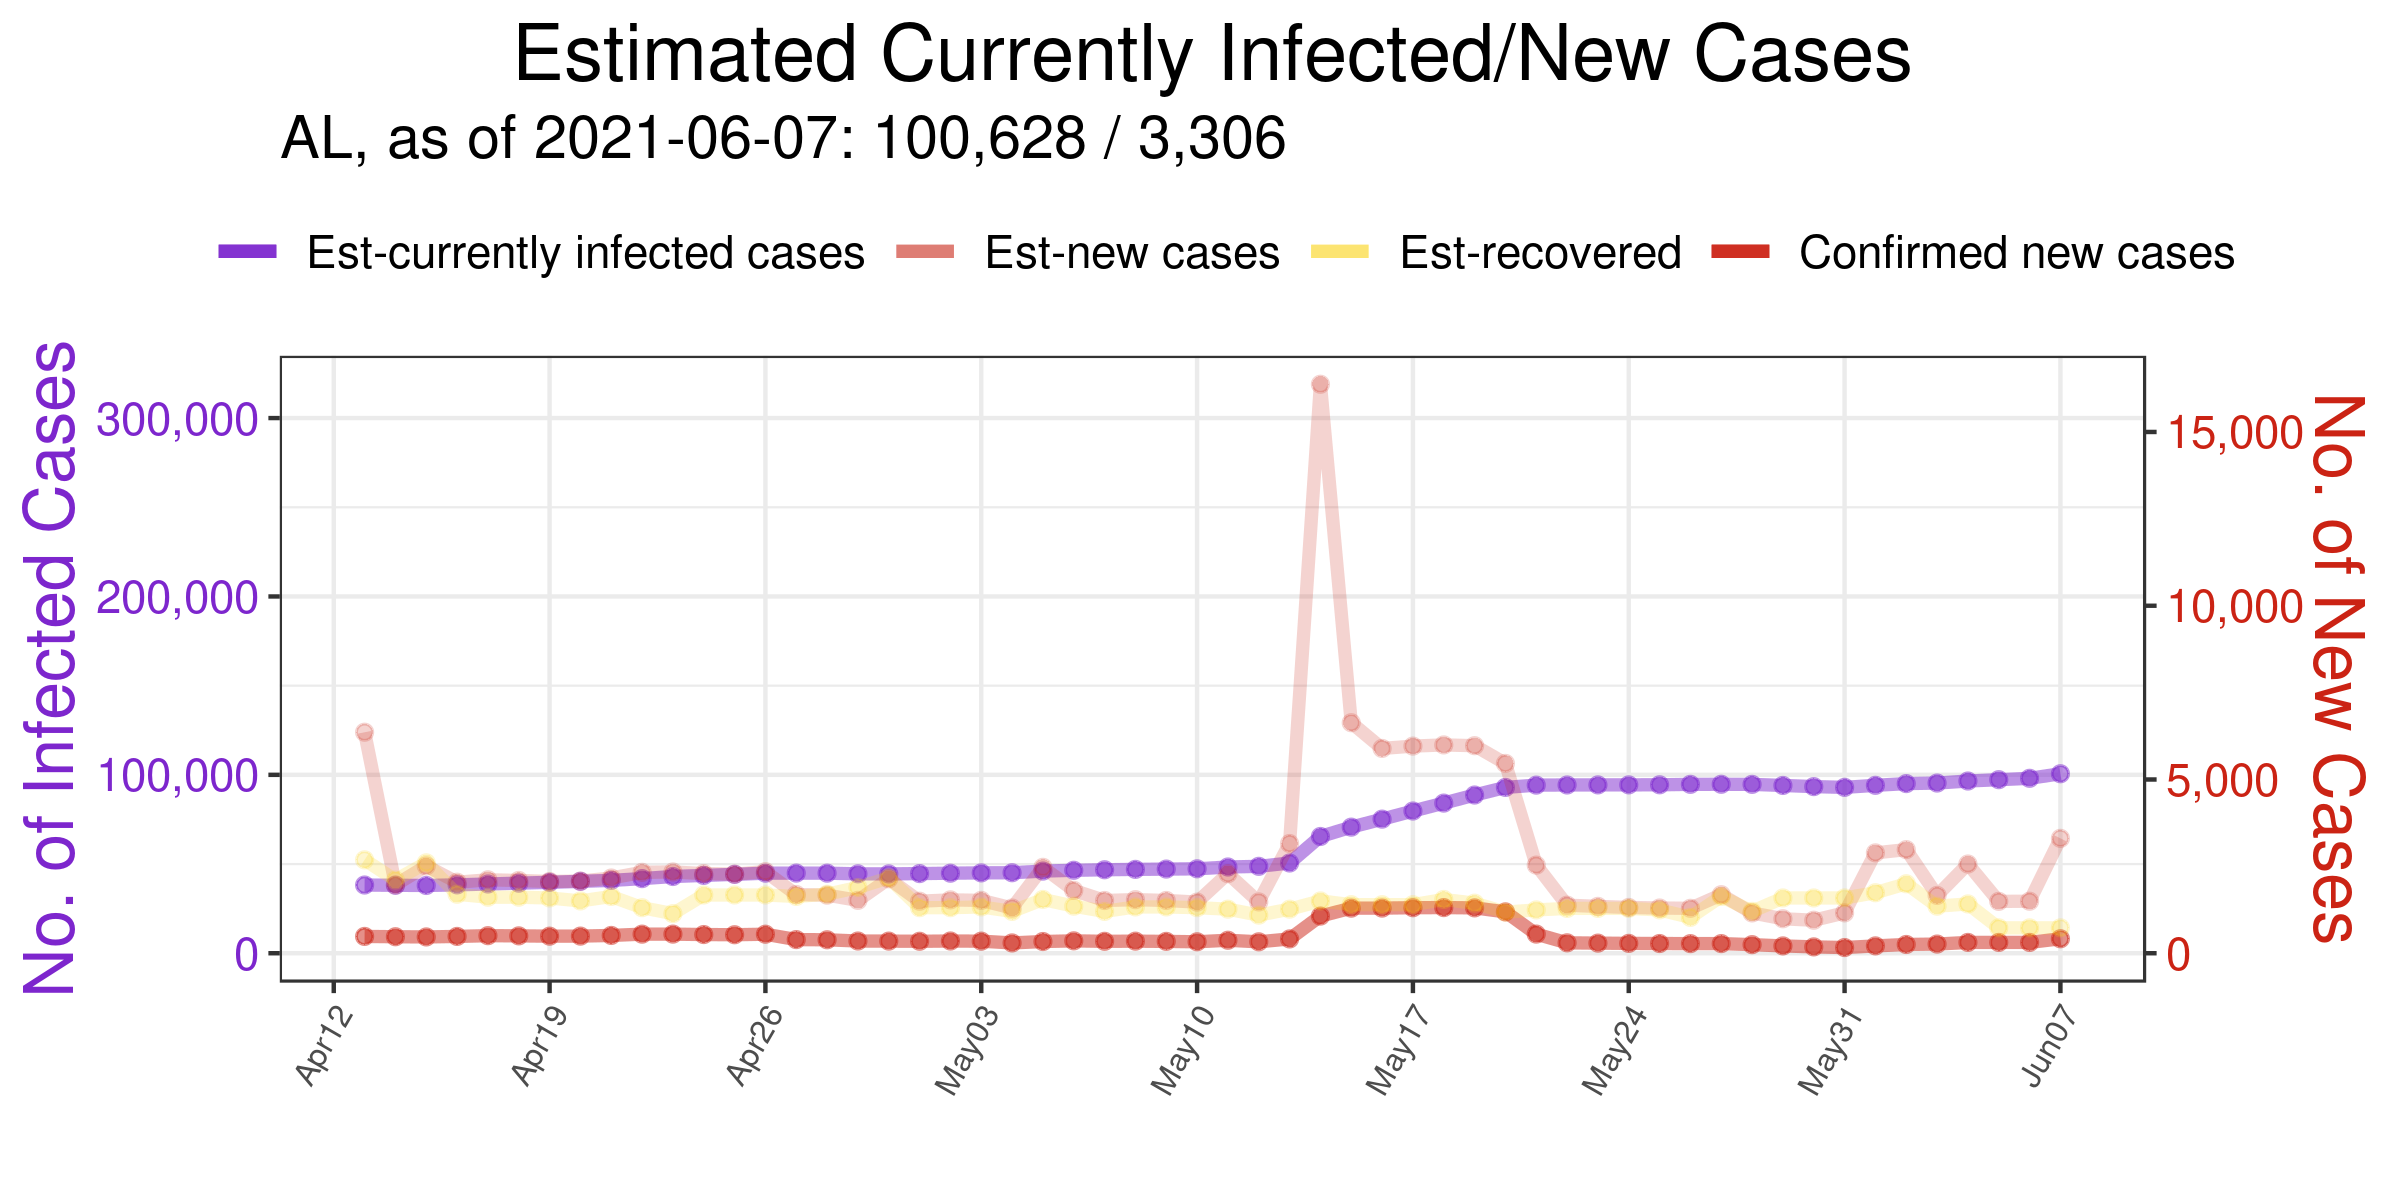 Estimated Currently Infected/New Cases
AL, as of 2021-06-07: 100,628 / 3,306
Est-currently infected cases Est-new cases Est-recovered Confirmed new cases
No. of Infected Cases
300,000
200,000
100,000
0
15,000
10,000
5,000
0
No. of New Cases
Apr12 Apr19 Apr26 May03 May10 May17 May24 May31 Jun07